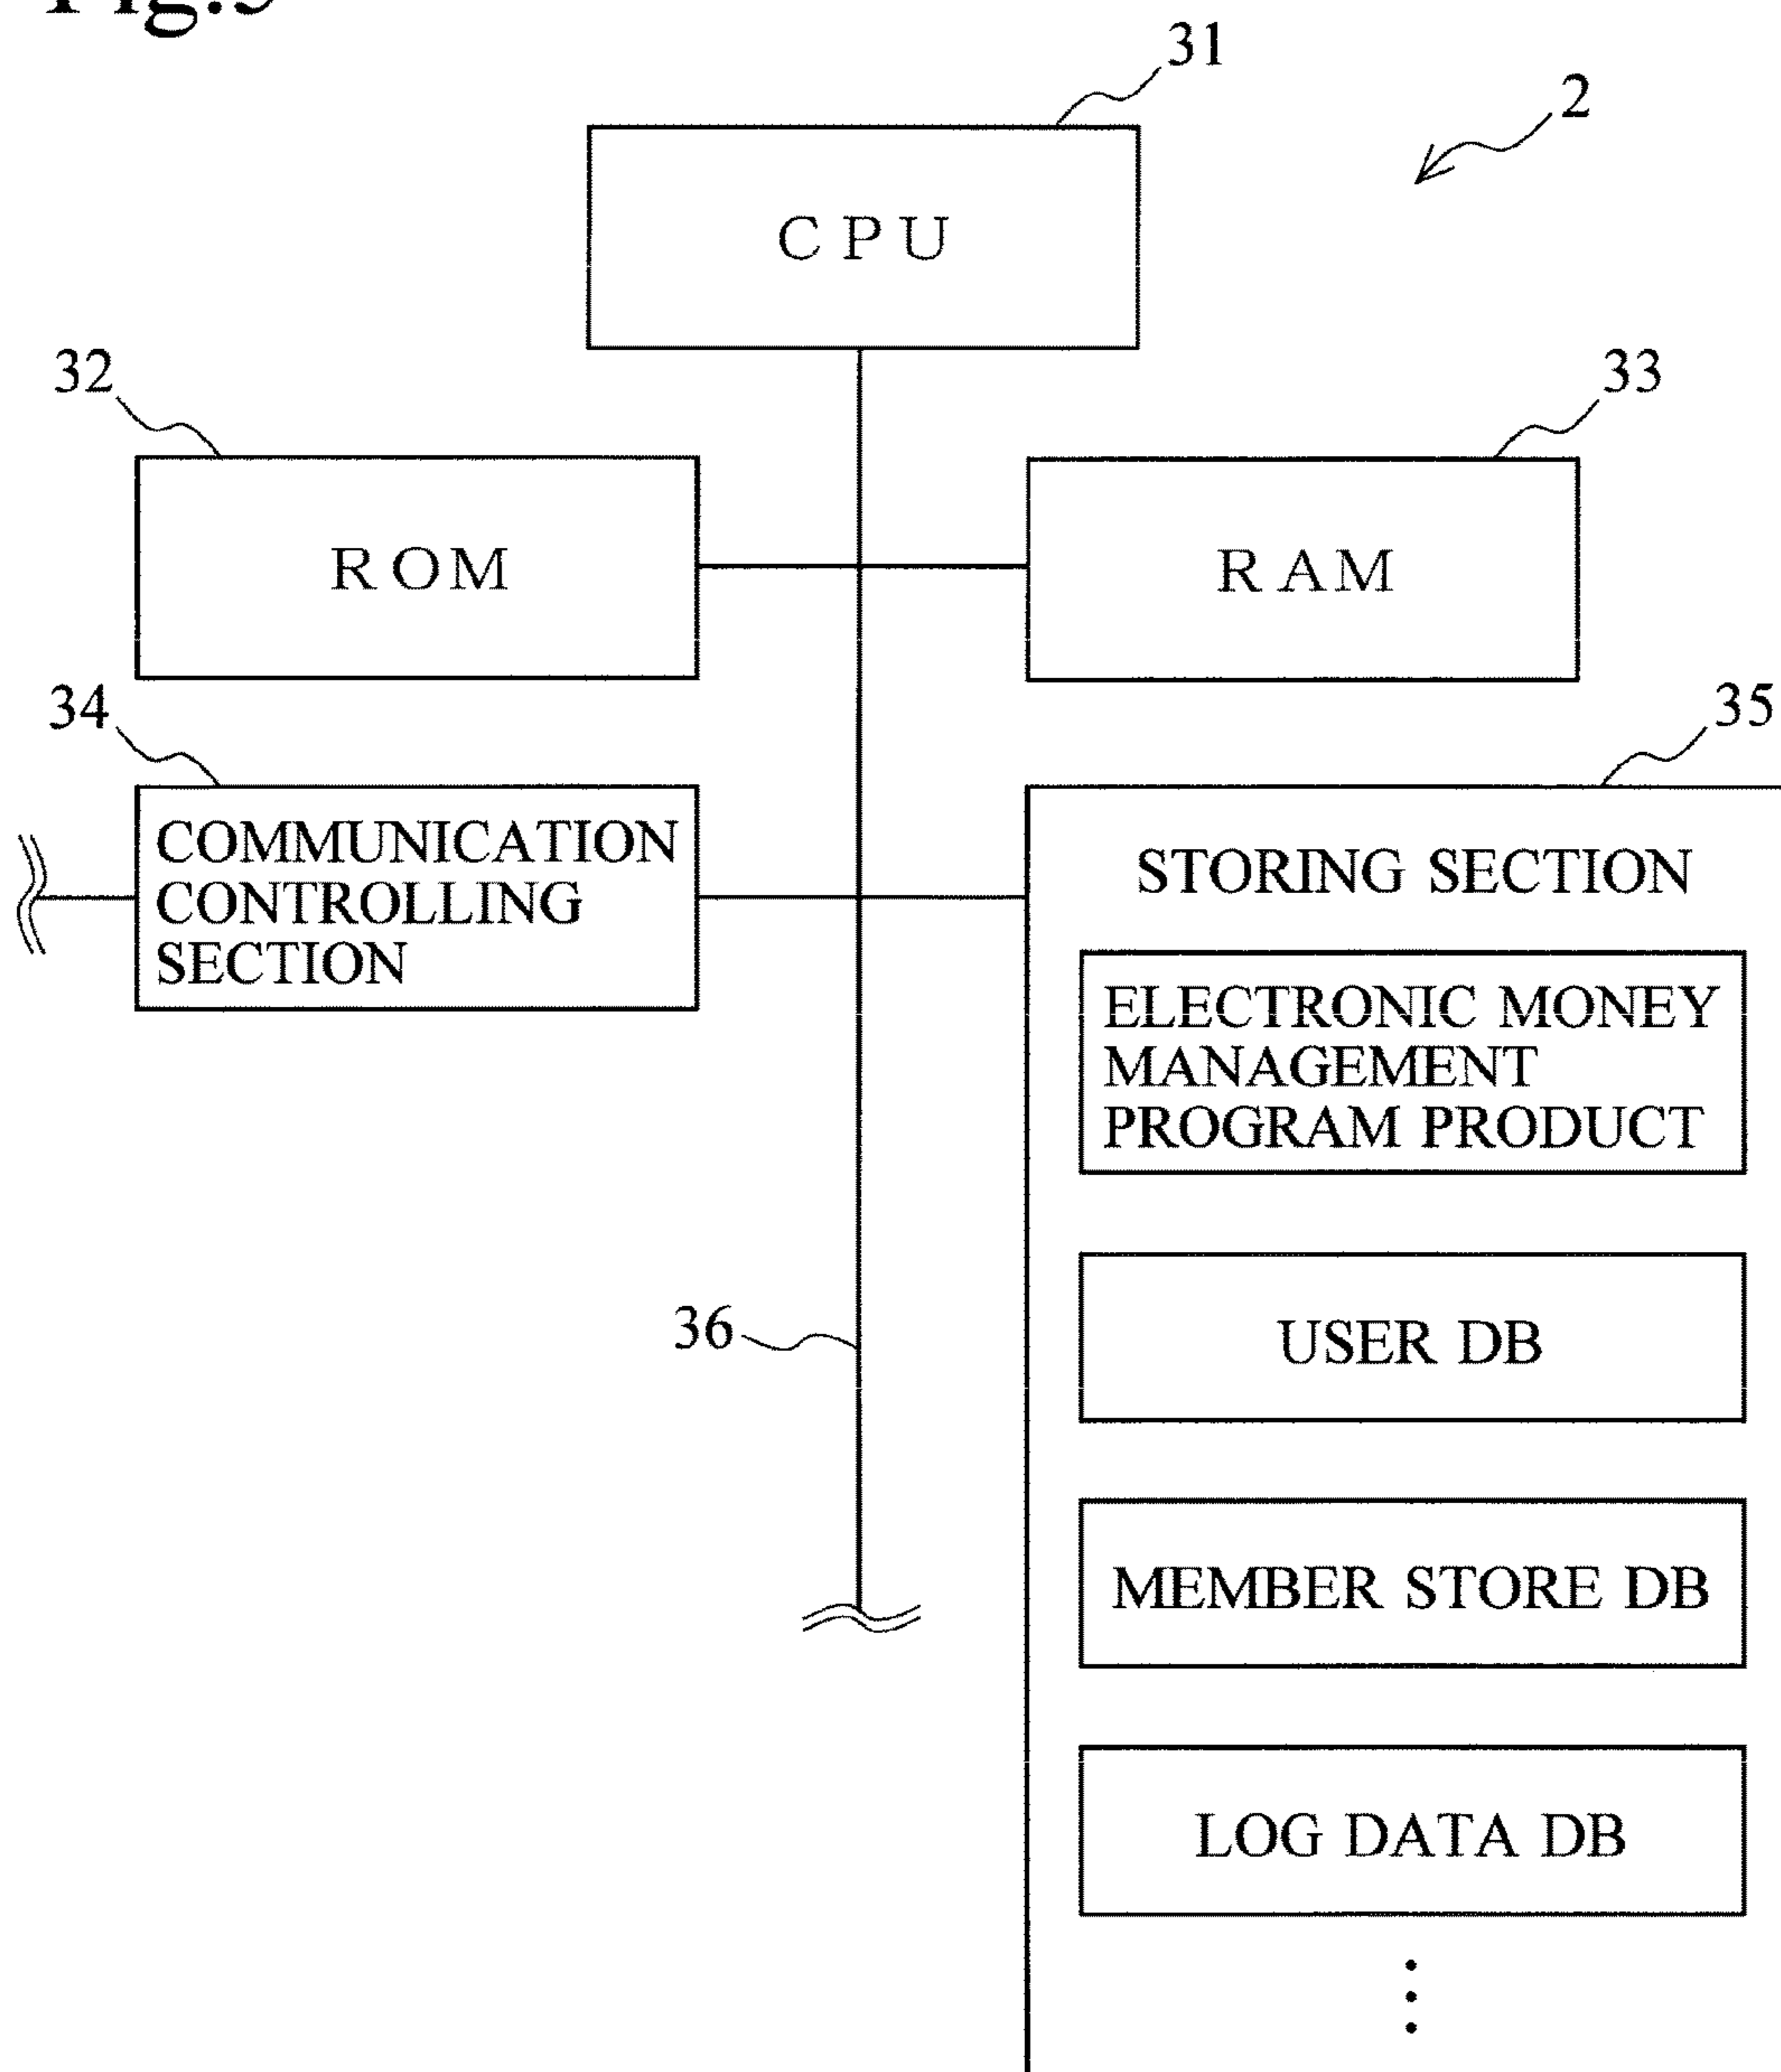 31
2
CPU
32
33
ROM
RAM
34
35
COMMUNICATION
CONTROLLING
SECTION
STORING SECTION
ELECTRONIC MONEY
MANAGEMENT
PROGRAM PRODUCT
USER DB
36
MEMBER STORE DB
LOG DATA DB